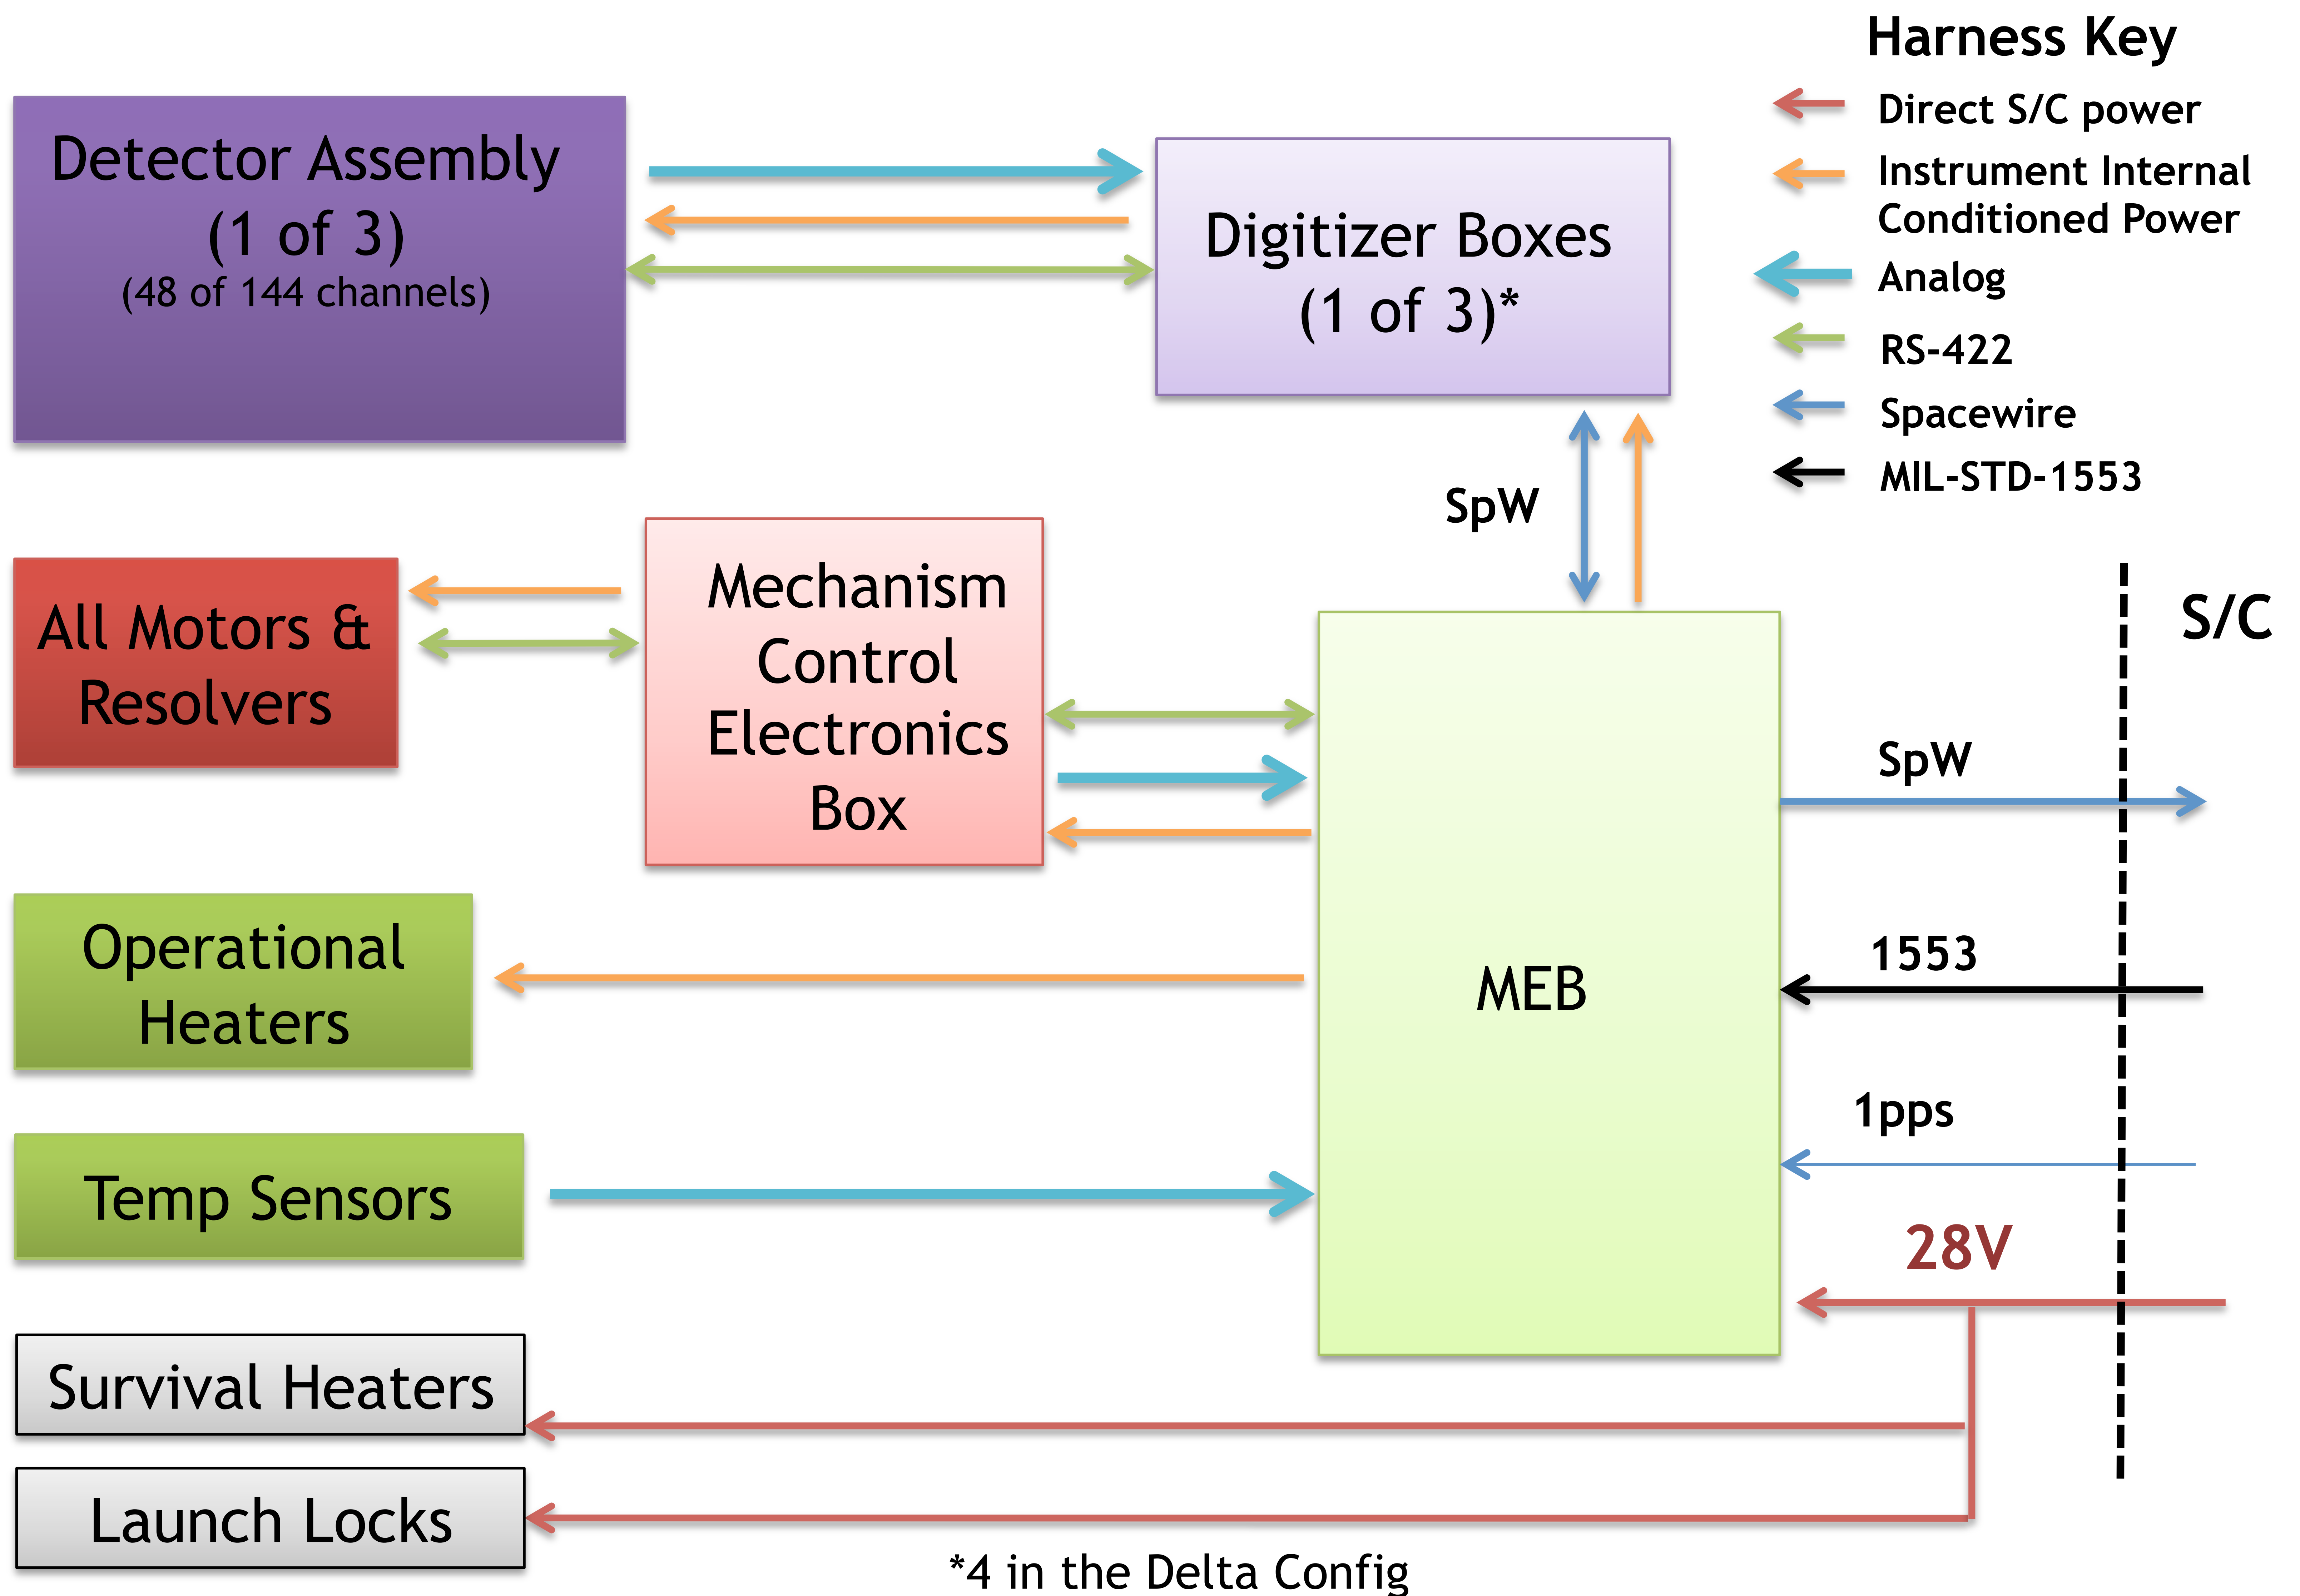 Harness Key
Direct S/C power
Instrument Internal
Conditioned Power
Analog
RS-422
Spacewire
MIL-STD-1553
Detector Assembly
(1 of 3)
(48 of 144 channels)
Digitizer Boxes
(1 of 3)*
SpW
All Motors &
Resolvers
Mechanism
Control
Electronics
Box
S/C
SpW
Operational
Heaters
MEB
1553
1pps
Temp Sensors
28V
Survival Heaters
Launch Locks
*4 in the Delta Config